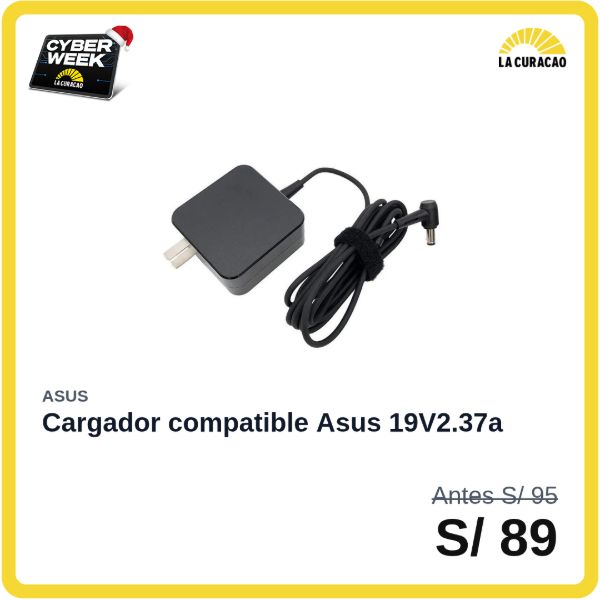 CYBER
WEEK
LA CURACAO
LA CURACAO
ASUS
Cargador compatible Asus 19V2.37a
Antes S/ 95
S/ 89